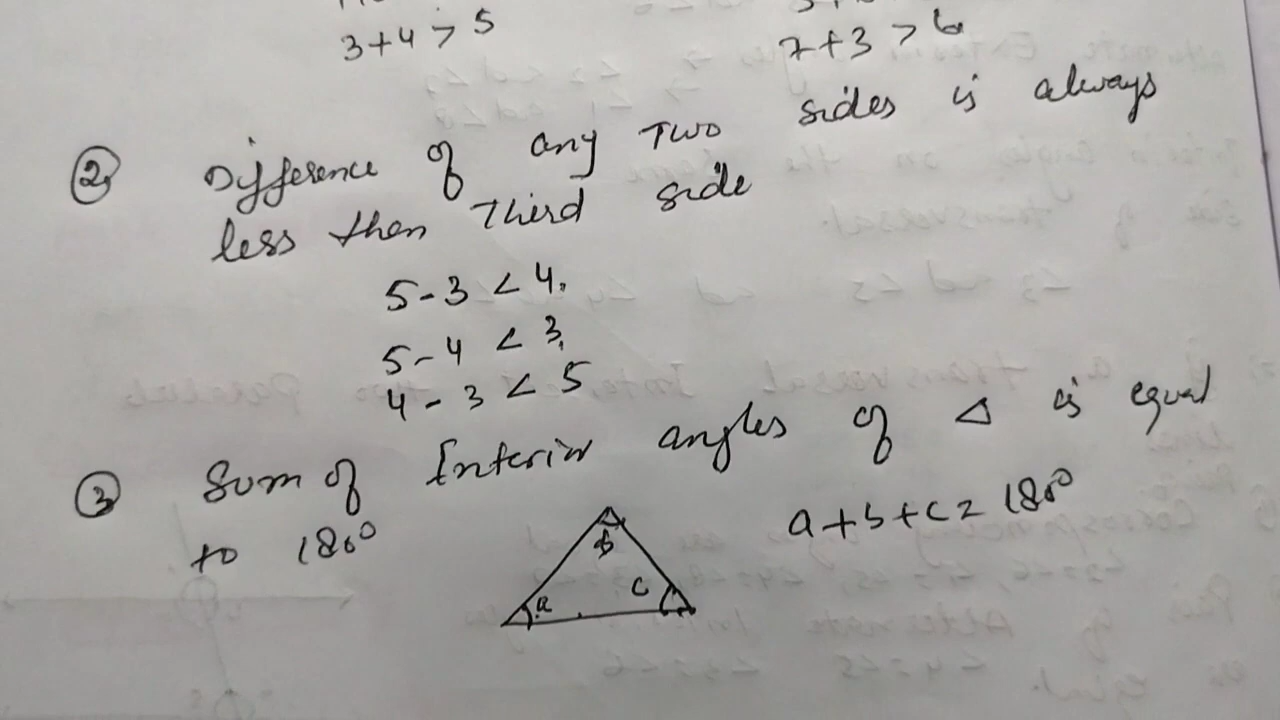 3+4 > 5
7+3 > 6
② Difference of any Two sides is always
less then Third side
5-3 < 4,
5-4 < 3,
4-3 < 5
③ Sum of Interior angles of △ is equal
to 180°
a+b+c = 180°
b
a
c